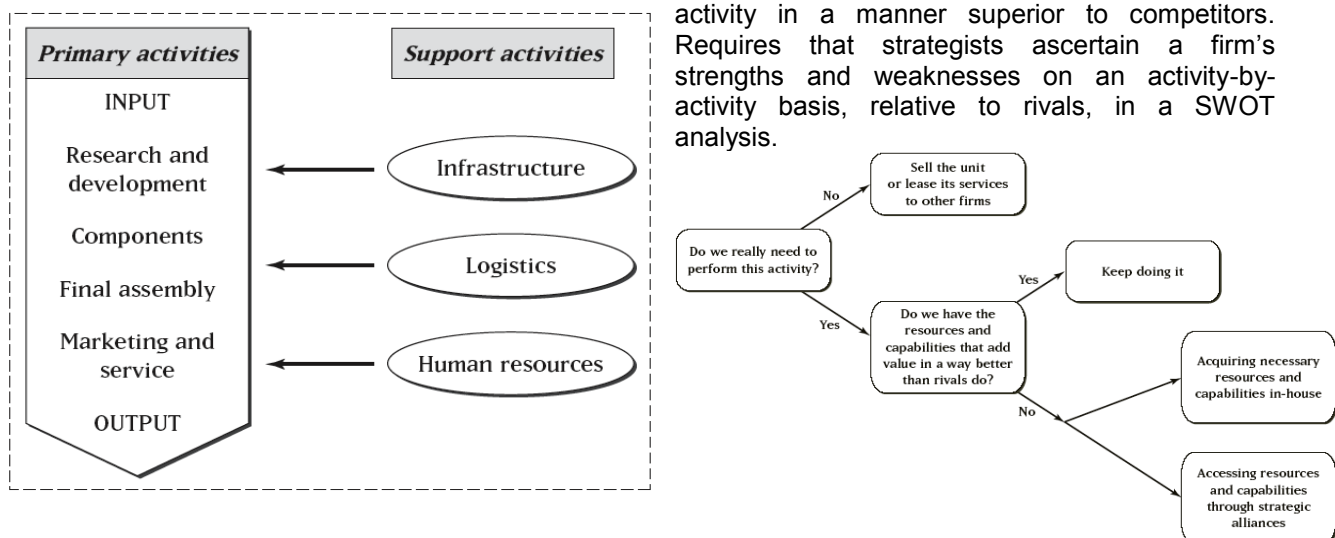 Primary activities
INPUT
Research and
development
Components
Final assembly
Marketing and
service
OUTPUT
Support activities
Infrastructure
Logistics
Human resources
activity in a manner superior to competitors.
Requires that strategists ascertain a firm’s
strengths and weaknesses on an activity-by-
activity basis, relative to rivals, in a SWOT
analysis.
Do we really need to
perform this activity?
No
Sell the unit
or lease its services
to other firms
Yes
Do we have the
resources and
capabilities that add
value in a way better
than rivals do?
Yes
Keep doing it
No
Acquiring necessary
resources and
capabilities in-house
Accessing resources
and capabilities
through strategic
alliances